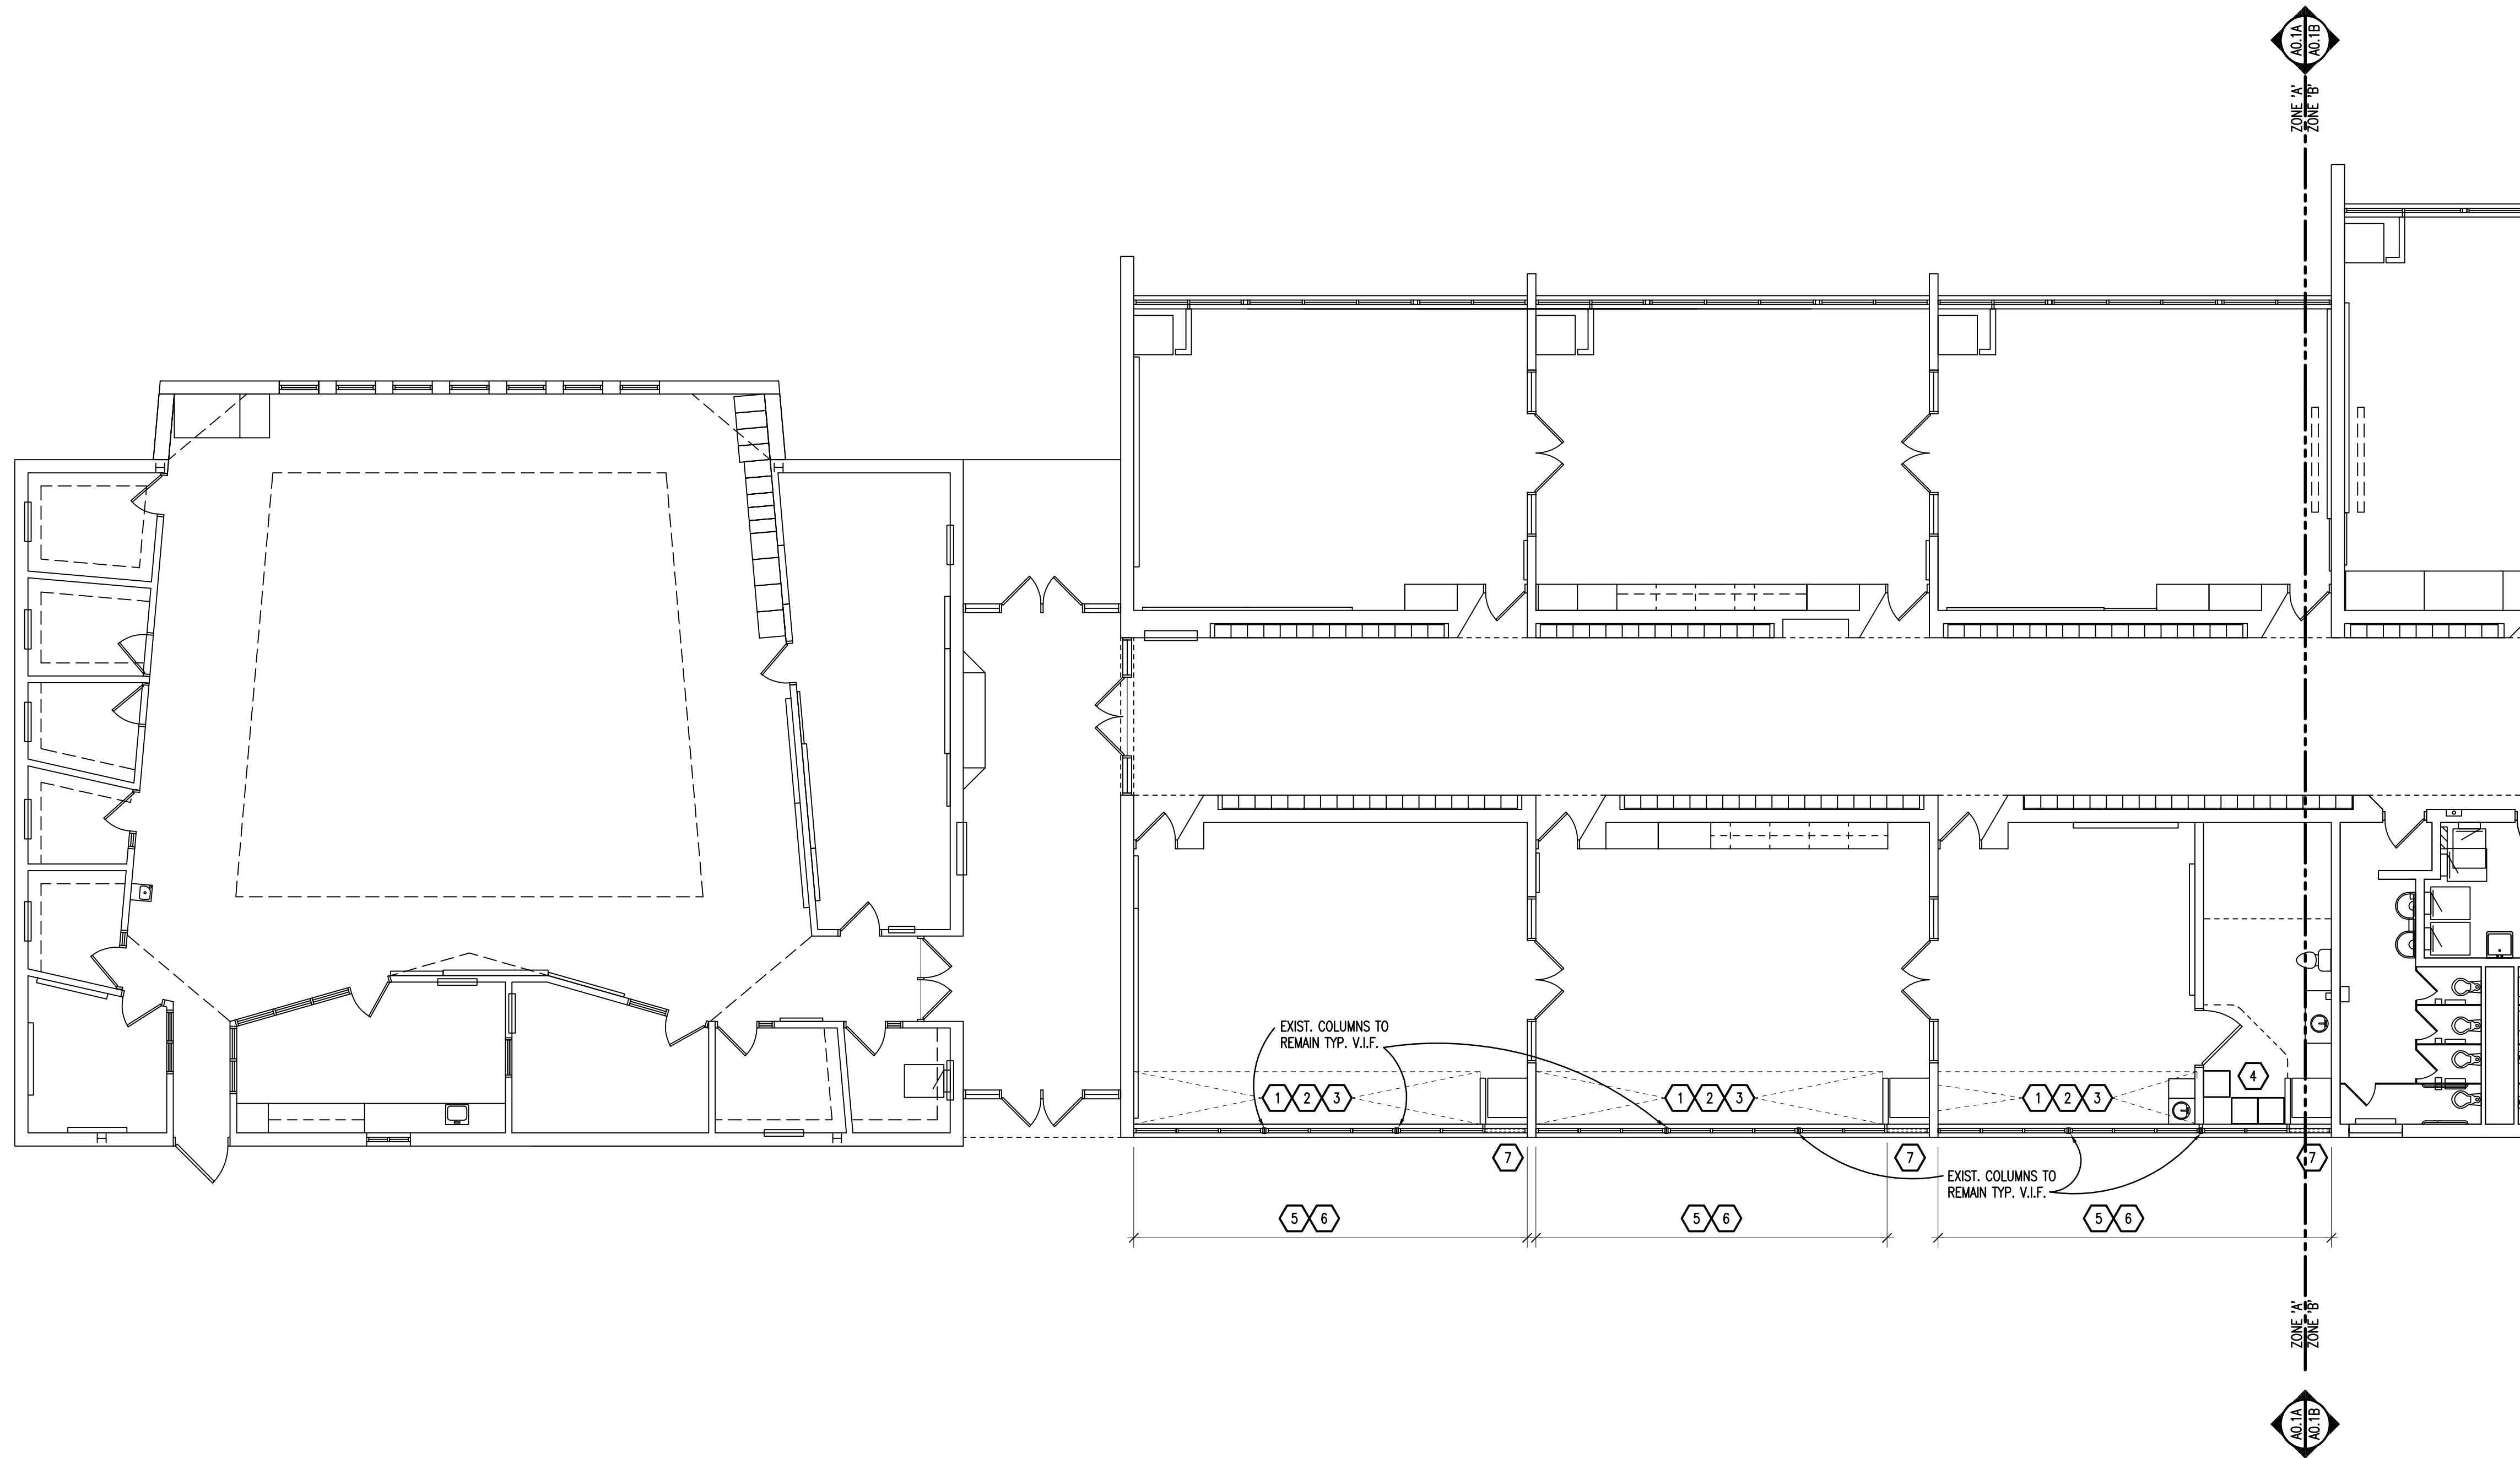 A0.1A
A0.1B
ZONE 'A'
ZONE 'B'
EXIST. COLUMNS TO
REMAIN TYP. V.I.F.
4
1 2 3
1 2 3
1 2 3
7
7
7
EXIST. COLUMNS TO
REMAIN TYP. V.I.F.
5 6
5 6
5 6
ZONE 'A'
ZONE 'B'
A0.1A
A0.1B